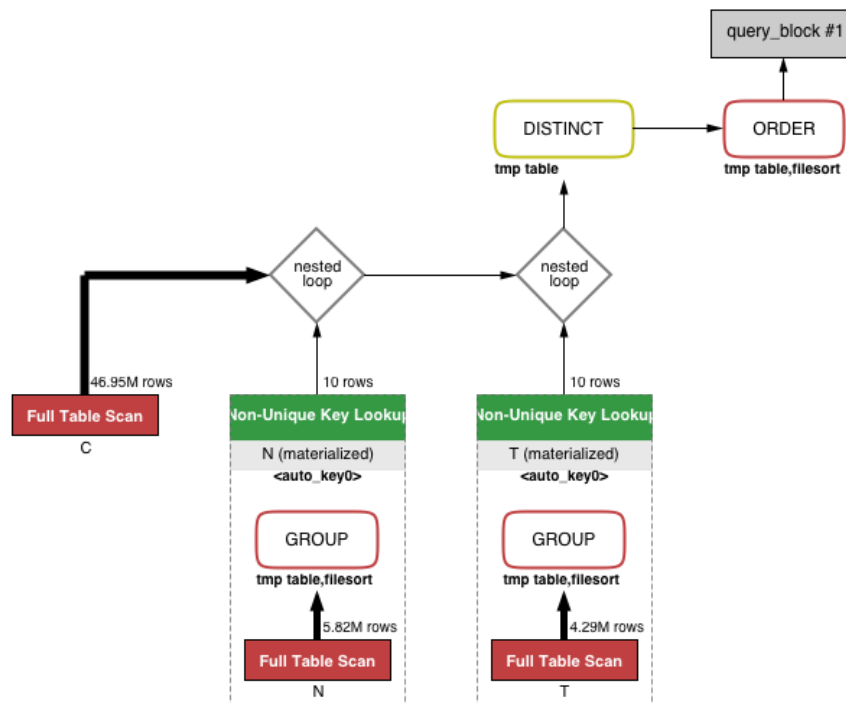 query_block #1
DISTINCT
ORDER
tmp table
tmp table,filesort
nested
loop
nested
loop
46.95M rows
10 rows
10 rows
Full Table Scan
Non-Unique Key Lookup
Non-Unique Key Lookup
C
N (materialized)
T (materialized)
<auto_key0>
<auto_key0>
GROUP
GROUP
tmp table,filesort
tmp table,filesort
5.82M rows
4.29M rows
Full Table Scan
Full Table Scan
N
T